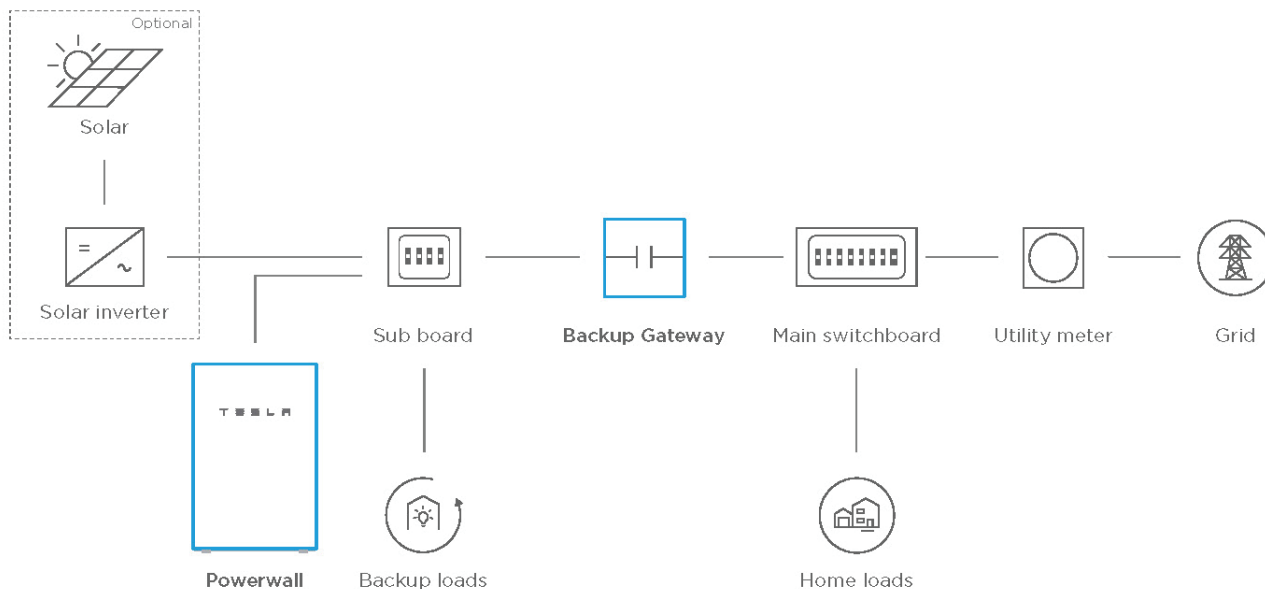 Optional
Solar
Solar inverter
Sub board
Backup Gateway
Main switchboard
Utility meter
Grid
TESLA
Powerwall
Backup loads
Home loads